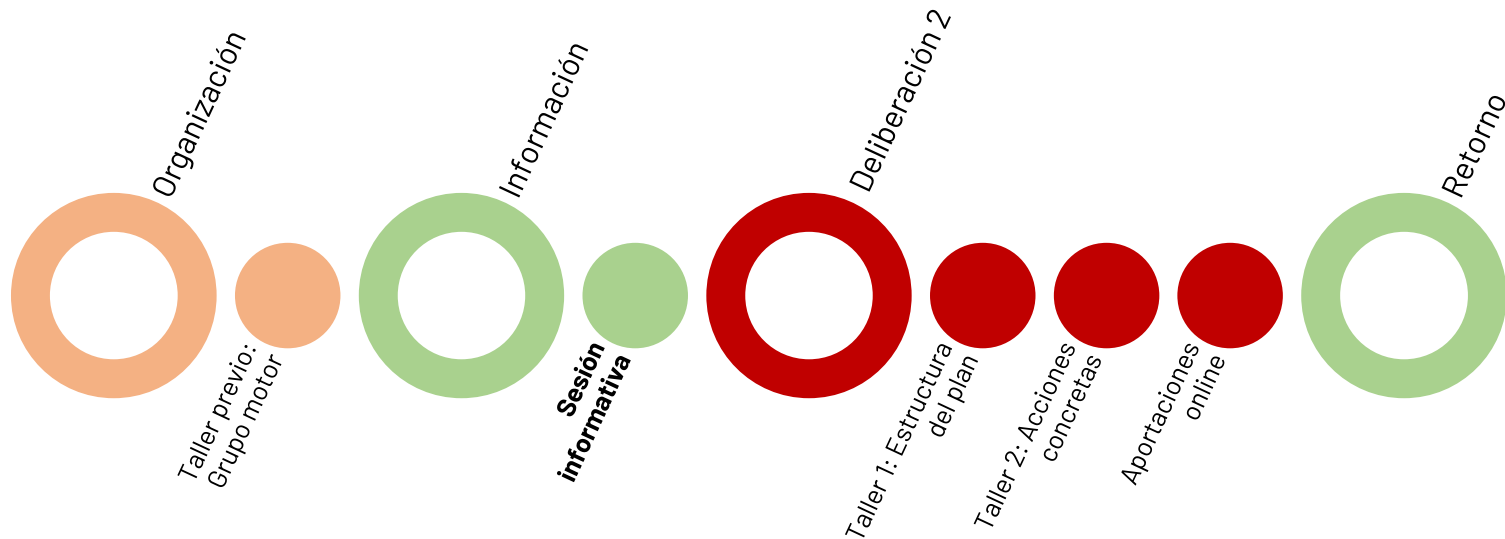 Organización
Taller previo:
Grupo motor
Información
Sesión
informativa
Deliberación 2
Taller 1: Estructura
del plan
Taller 2: Acciones
concretas
Aportaciones
online
Retorno